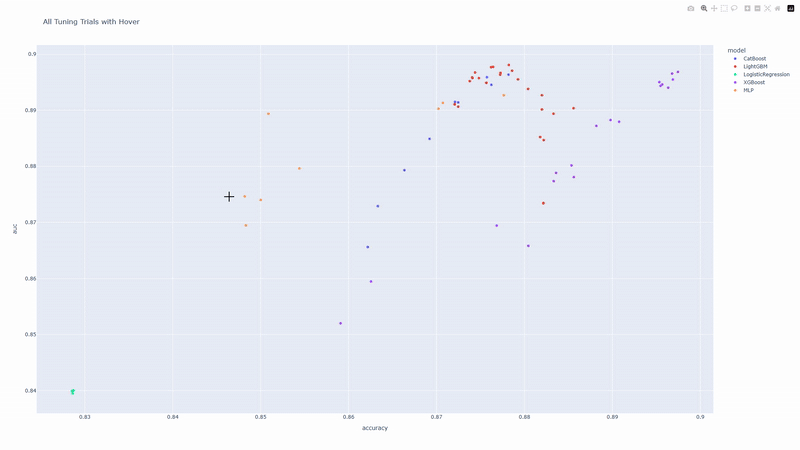 All Tuning Trials with Hover
model
CatBoost
LightGBM
LogisticRegression
XGBoost
MLP
0.9
0.89
0.88
0.87
0.86
0.85
0.84
auc
0.83
0.84
0.85
0.86
0.87
0.88
0.89
0.9
accuracy